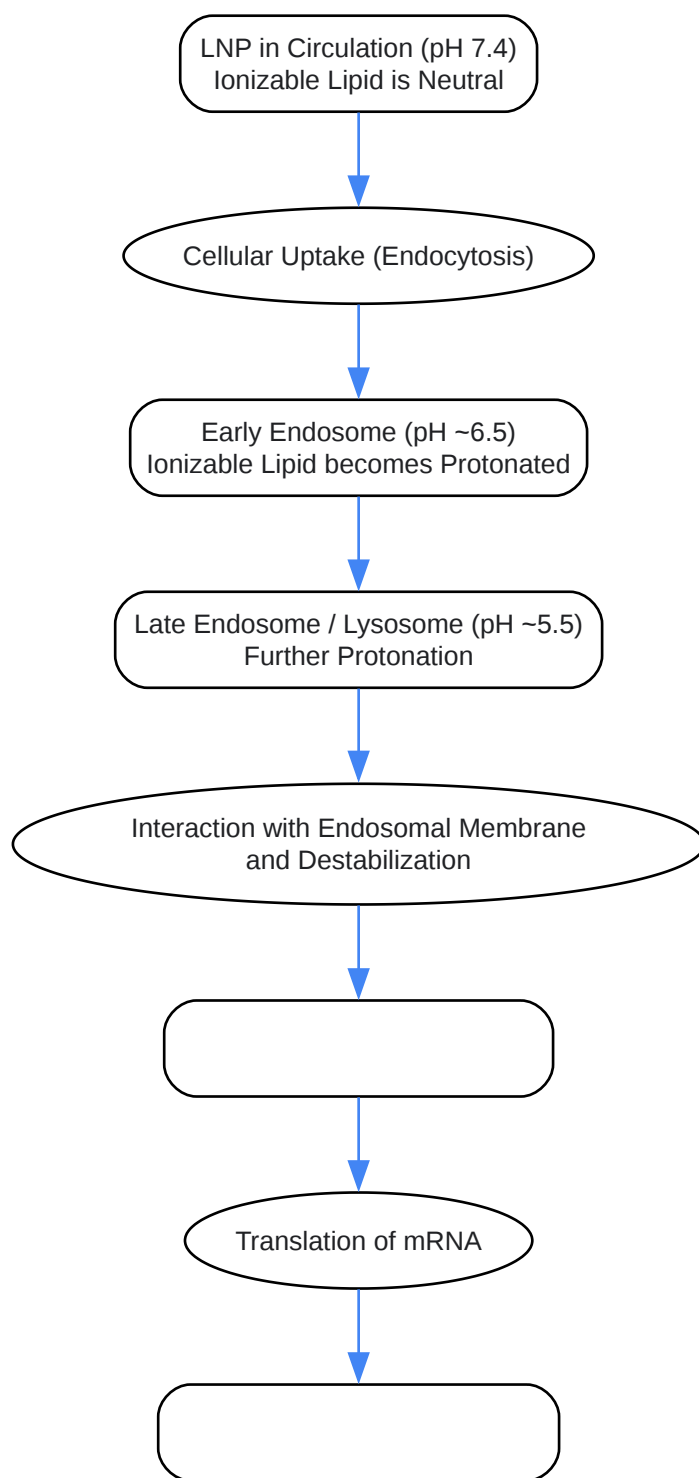 LNP in Circulation (pH 7.4)
Ionizable Lipid is Neutral
Cellular Uptake (Endocytosis)
Early Endosome (pH ~6.5)
Ionizable Lipid becomes Protonated
Late Endosome / Lysosome (pH ~5.5)
Further Protonation
Interaction with Endosomal Membrane
and Destabilization
Translation of mRNA